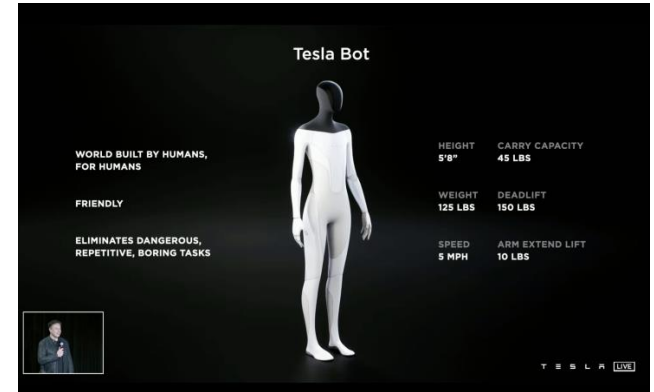 Tesla Bot
WORLD BUILT BY HUMANS,
FOR HUMANS
FRIENDLY
ELIMINATES DANGEROUS,
REPETITIVE, BORING TASKS
HEIGHT
5'8”
CARRY CAPACITY
45 LBS
WEIGHT
125 LBS
DEADLIFT
150 LBS
SPEED
5 MPH
ARM EXTEND LIFT
10 LBS
TESLA LIVE